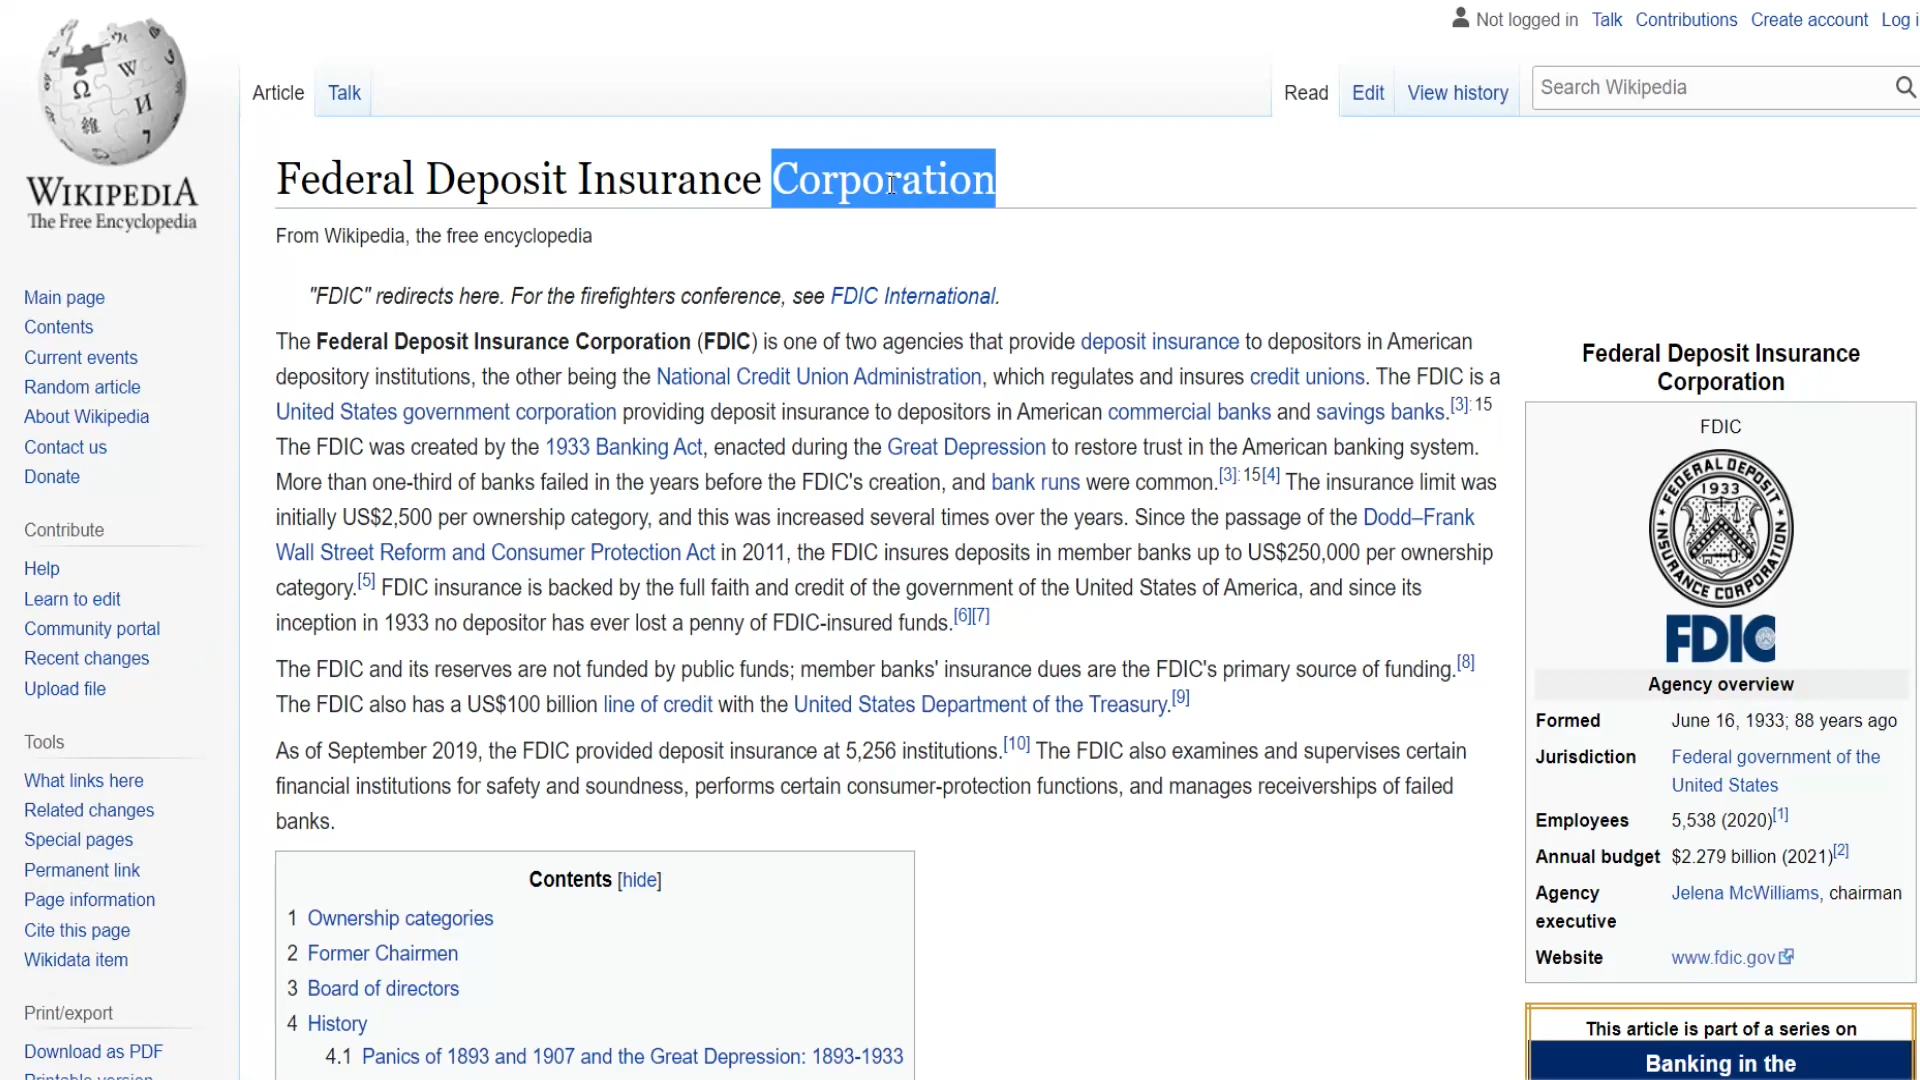 Not logged in Talk Contributions Create account Log i
Article Talk Read Edit View history Search Wikipedia
WIKIPEDIA
The Free Encyclopedia
Main page
Contents
Current events
Random article
About Wikipedia
Contact us
Donate
Contribute
Help
Learn to edit
Community portal
Recent changes
Upload file
Tools
What links here
Related changes
Special pages
Permanent link
Page information
Cite this page
Wikidata item
Print/export
Download as PDF
Printable version
Federal Deposit Insurance Corporation
From Wikipedia, the free encyclopedia
"FDIC" redirects here. For the firefighters conference, see FDIC International.
The Federal Deposit Insurance Corporation (FDIC) is one of two agencies that provide deposit insurance to depositors in American
depository institutions, the other being the National Credit Union Administration, which regulates and insures credit unions. The FDIC is a
United States government corporation providing deposit insurance to depositors in American commercial banks and savings banks.[3]:15
The FDIC was created by the 1933 Banking Act, enacted during the Great Depression to restore trust in the American banking system.
More than one-third of banks failed in the years before the FDIC's creation, and bank runs were common.[3]:15[4] The insurance limit was
initially US$2,500 per ownership category, and this was increased several times over the years. Since the passage of the Dodd–Frank
Wall Street Reform and Consumer Protection Act in 2011, the FDIC insures deposits in member banks up to US$250,000 per ownership
category.[5] FDIC insurance is backed by the full faith and credit of the government of the United States of America, and since its
inception in 1933 no depositor has ever lost a penny of FDIC-insured funds.[6][7]
The FDIC and its reserves are not funded by public funds; member banks' insurance dues are the FDIC's primary source of funding.[8]
The FDIC also has a US$100 billion line of credit with the United States Department of the Treasury.[9]
As of September 2019, the FDIC provided deposit insurance at 5,256 institutions.[10] The FDIC also examines and supervises certain
financial institutions for safety and soundness, performs certain consumer-protection functions, and manages receiverships of failed
banks.
Contents [hide]
1 Ownership categories
2 Former Chairmen
3 Board of directors
4 History
4.1 Panics of 1893 and 1907 and the Great Depression: 1893-1933
Federal Deposit Insurance
Corporation
FDIC
FEDERAL DEPOSIT
INSURANCE CORPORATION
1933
FDIC
Agency overview
Formed June 16, 1933; 88 years ago
Jurisdiction Federal government of the
United States
Employees 5,538 (2020)[1]
Annual budget $2.279 billion (2021)[2]
Agency Jelena McWilliams, chairman
executive
Website www.fdic.gov
This article is part of a series on
Banking in the